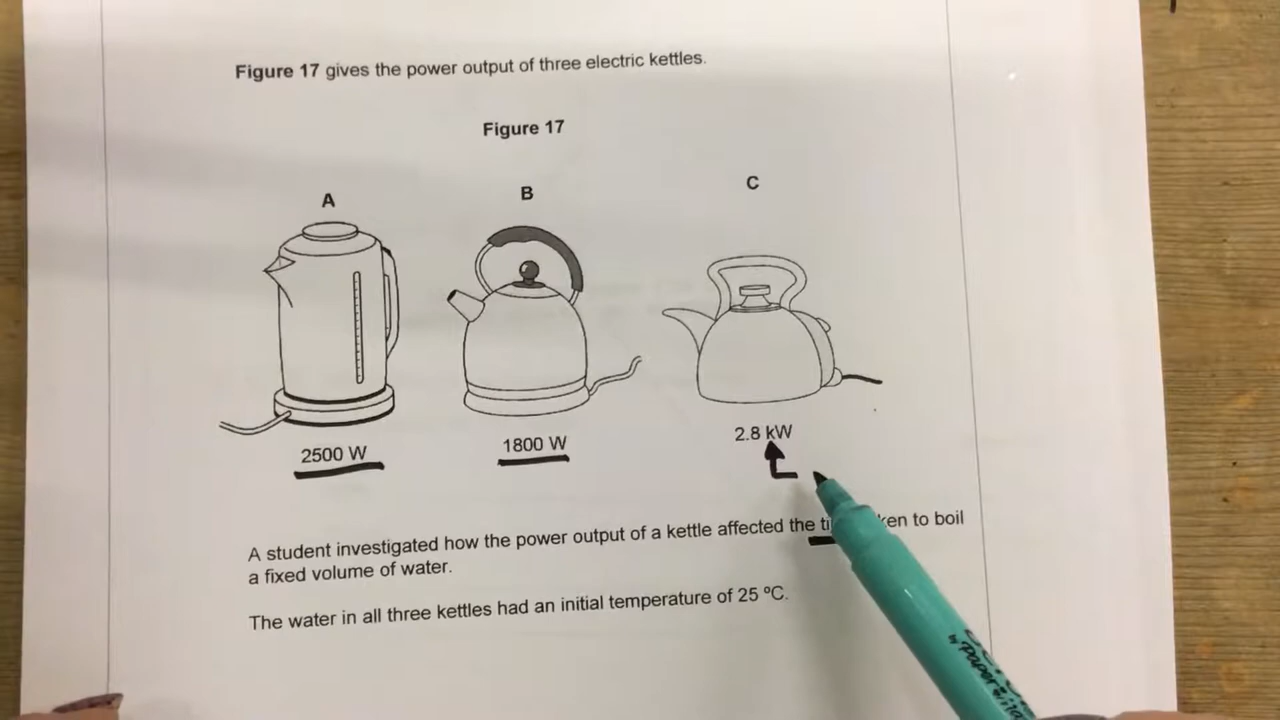 Figure 17 gives the power output of three electric kettles.
Figure 17
A
B
C
2500 W
1800 W
2.8 kW
A student investigated how the power output of a kettle affected the to boil
a fixed volume of water.
The water in all three kettles had an initial temperature of 25 ºC.
by paper